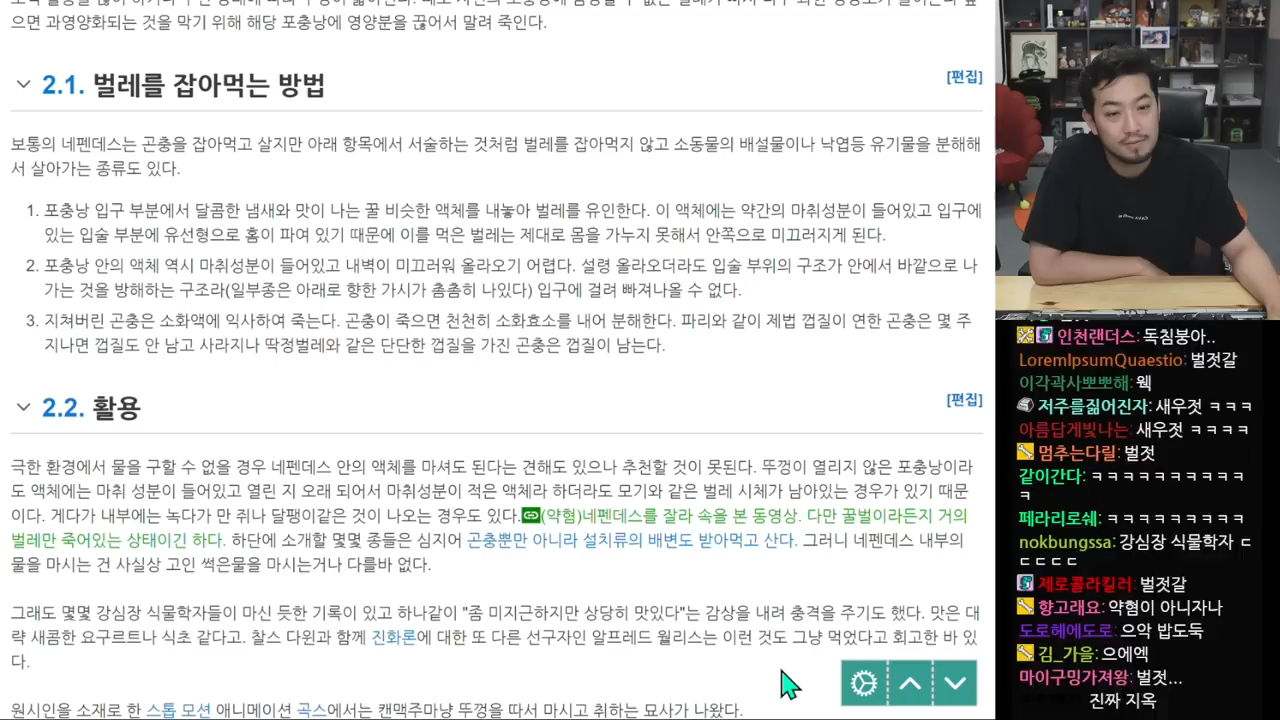 으면 과영양화되는 것을 막기 위해 해당 포충낭에 영양분을 끊어서 말려 죽인다.
2.1. 벌레를 잡아먹는 방법
[편집]
보통의 네펜데스는 곤충을 잡아먹고 살지만 아래 항목에서 서술하는 것처럼 벌레를 잡아먹지 않고 소동물의 배설물이나 낙엽등 유기물을 분해해
서 살아가는 종류도 있다.
1. 포충낭 입구 부분에서 달콤한 냄새와 맛이 나는 꿀 비슷한 액체를 내놓아 벌레를 유인한다. 이 액체에는 약간의 마취성분이 들어있고 입구에
있는 입술 부분에 유선형으로 홈이 파여 있기 때문에 이를 먹은 벌레는 제대로 몸을 가누지 못해서 안쪽으로 미끄러지게 된다.
2. 포충낭 안의 액체 역시 마취성분이 들어있고 내벽이 미끄러워 올라오기 어렵다. 설령 올라오더라도 입술 부위의 구조가 안에서 바깥으로 나
가는 것을 방해하는 구조라(일부종은 아래로 향한 가시가 촘촘히 나있다) 입구에 걸려 빠져나올 수 없다.
3. 지쳐버린 곤충은 소화액에 익사하여 죽는다. 곤충이 죽으면 천천히 소화효소를 내어 분해한다. 파리와 같이 제법 껍질이 연한 곤충은 몇 주
지나면 껍질도 안 남고 사라지나 딱정벌레와 같은 단단한 껍질을 가진 곤충은 껍질이 남는다.
2.2. 활용
[편집]
극한 환경에서 물을 구할 수 없을 경우 네펜데스 안의 액체를 마셔도 된다는 견해도 있으나 추천할 것이 못된다. 뚜껑이 열리지 않은 포충낭이라
도 액체에는 마취 성분이 들어있고 열린 지 오래 되어서 마취성분이 적은 액체라 하더라도 모기와 같은 벌레 시체가 남아있는 경우가 있기 때문
이다. 게다가 내부에는 녹다가 만 쥐나 달팽이같은 것이 나오는 경우도 있다.(약혐)네펜데스를 잘라 속을 본 동영상. 다만 꿀벌이라든지 거의
벌레만 죽어있는 상태이긴 하다. 하단에 소개할 몇몇 종들은 심지어 곤충뿐만 아니라 설치류의 배변도 받아먹고 산다. 그러니 네펜데스 내부의
물을 마시는 건 사실상 고인 썩은물을 마시는거나 다를바 없다.
그래도 몇몇 강심장 식물학자들이 마신 듯한 기록이 있고 하나같이 "좀 미지근하지만 상당히 맛있다"는 감상을 내려 충격을 주기도 했다. 맛은 대
략 새콤한 요구르트나 식초 같다고. 찰스 다윈과 함께 진화론에 대한 또 다른 선구자인 알프레드 월리스는 이런 것도 그냥 먹었다고 회고한 바 있
다.
원시인을 소재로 한 스톱 모션 애니메이션 곡스에서는 캔맥주마냥 뚜껑을 따서 마시고 취하는 묘사가 나왔다.
인천랜더스: 독침붕아..
LoremIpsumQuaestio: 벌젓갈
이각곽사뽀뽀해: 웩
저주를짊어진자: 새우젓 ㅋㅋㅋ
아름답게빛나는: 새우젓 ㅋㅋㅋㅋ
멈추는다릴: 벌젓
같이간다: ㅋㅋㅋㅋㅋㅋㅋㅋㅋㅋ
ㅋ
페라리로쉐: ㅋㅋㅋㅋㅋㅋㅋㅋㅋ
nokbungssa: 강심장 식물학자 ㄷ
ㄷㄷㄷㄷ
제로콜라킬러: 벌젓갈
향고래요: 약혐이 아니자나
도로헤에도로: 으악 밥도둑
김_가을: 으에엑
마이구밍가져왕: 벌젓...
진짜 지옥